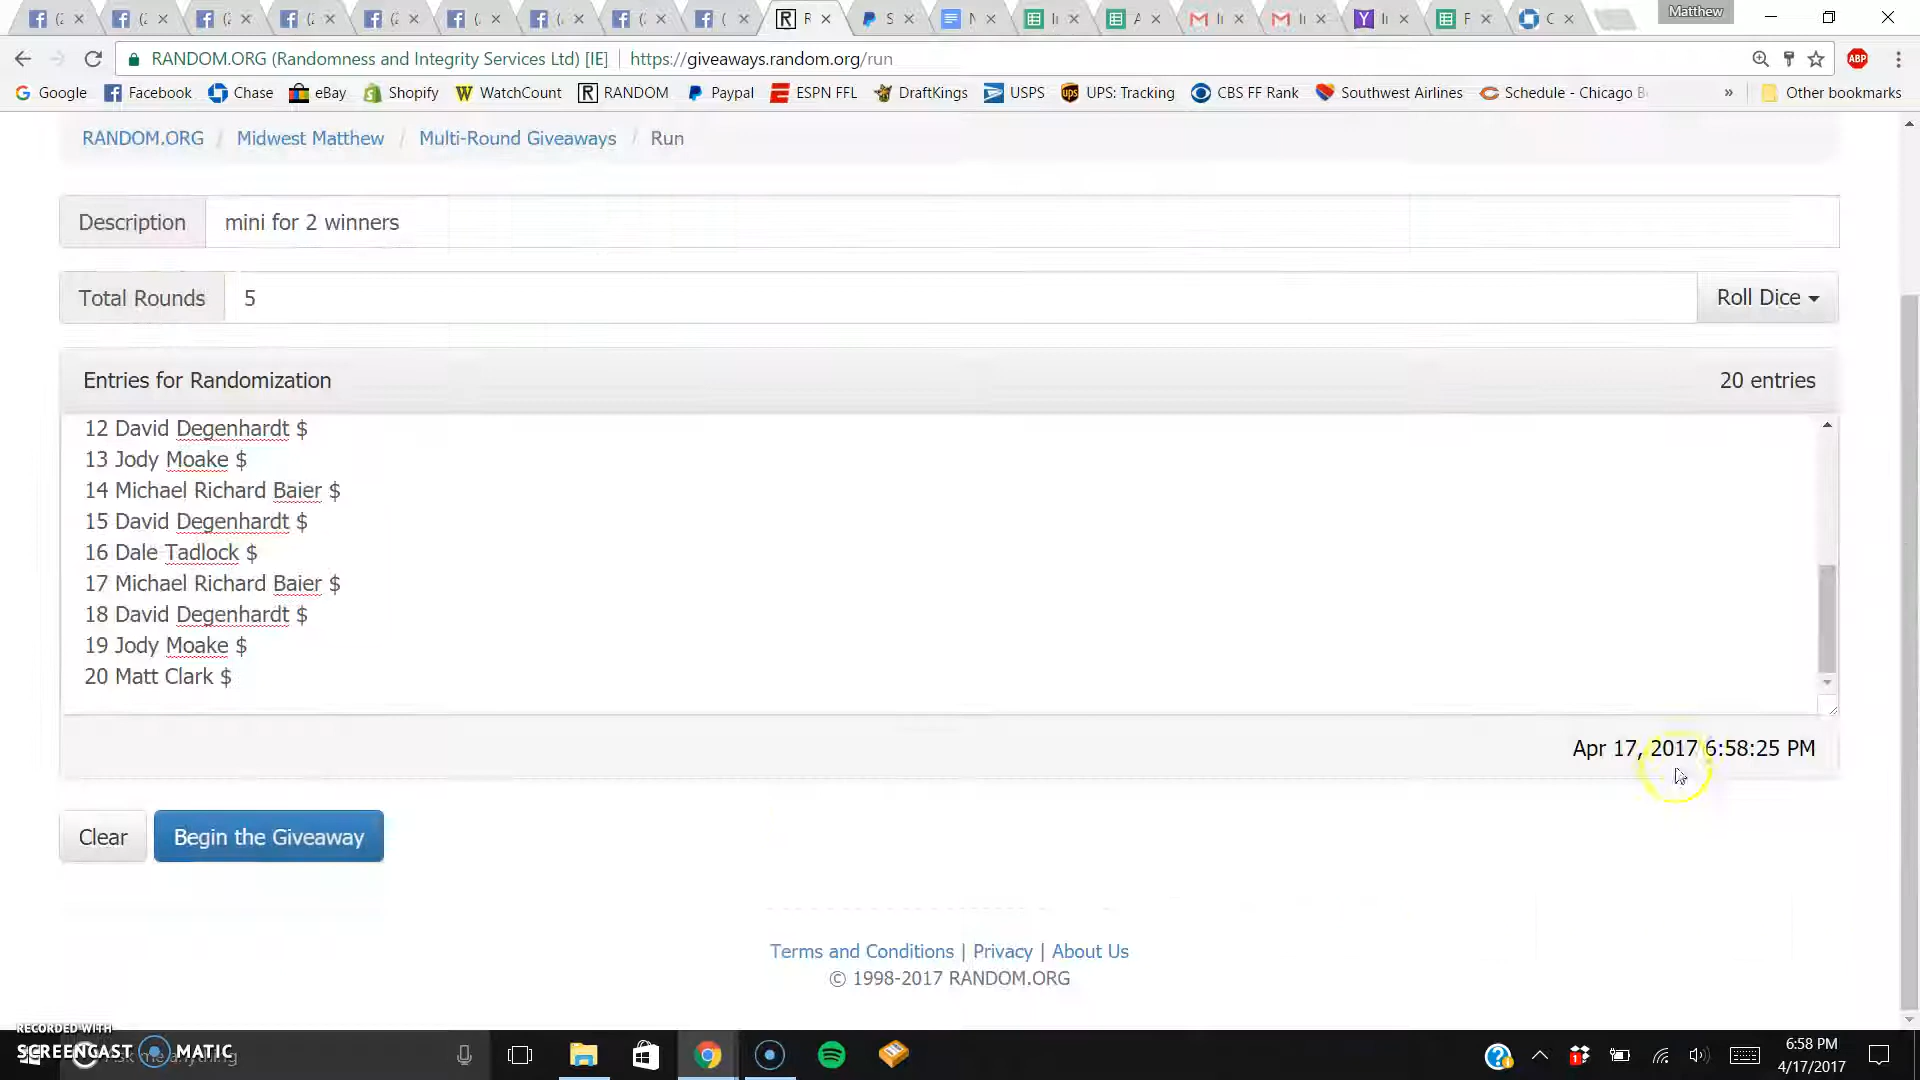 Matthew
RANDOM.ORG (Randomness and Integrity Services Ltd) [IE] https://giveaways.random.org/run
Google Facebook Chase eBay Shopify WatchCount RANDOM Paypal ESPN FFL DraftKings USPS UPS: Tracking CBS FF Rank Southwest Airlines Schedule - Chicago Be » Other bookmarks
RANDOM.ORG / Midwest Matthew / Multi-Round Giveaways / Run
Description mini for 2 winners
Total Rounds 5 Roll Dice
Entries for Randomization 20 entries
12 David Degenhardt $
13 Jody Moake $
14 Michael Richard Baier $
15 David Degenhardt $
16 Dale Tadlock $
17 Michael Richard Baier $
18 David Degenhardt $
19 Jody Moake $
20 Matt Clark $
Apr 17, 2017 6:58:25 PM
Clear Begin the Giveaway
Terms and Conditions | Privacy | About Us
© 1998-2017 RANDOM.ORG
RECORDED WITH
SCREENCAST MATIC
6:58 PM
4/17/2017